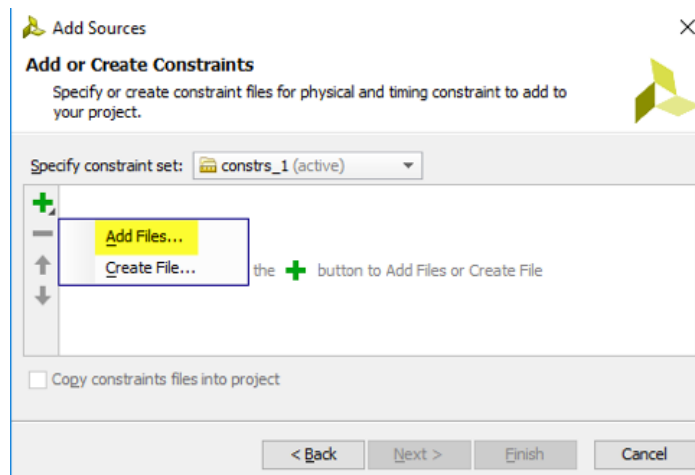 Add Sources
Add or Create Constraints
Specify or create constraint files for physical and timing constraint to add to
your project.
Specify constraint set: constrs_1 (active)
Add Files...
Create File...
the + button to Add Files or Create File
Copy constraints files into project
< Back Next > Finish Cancel